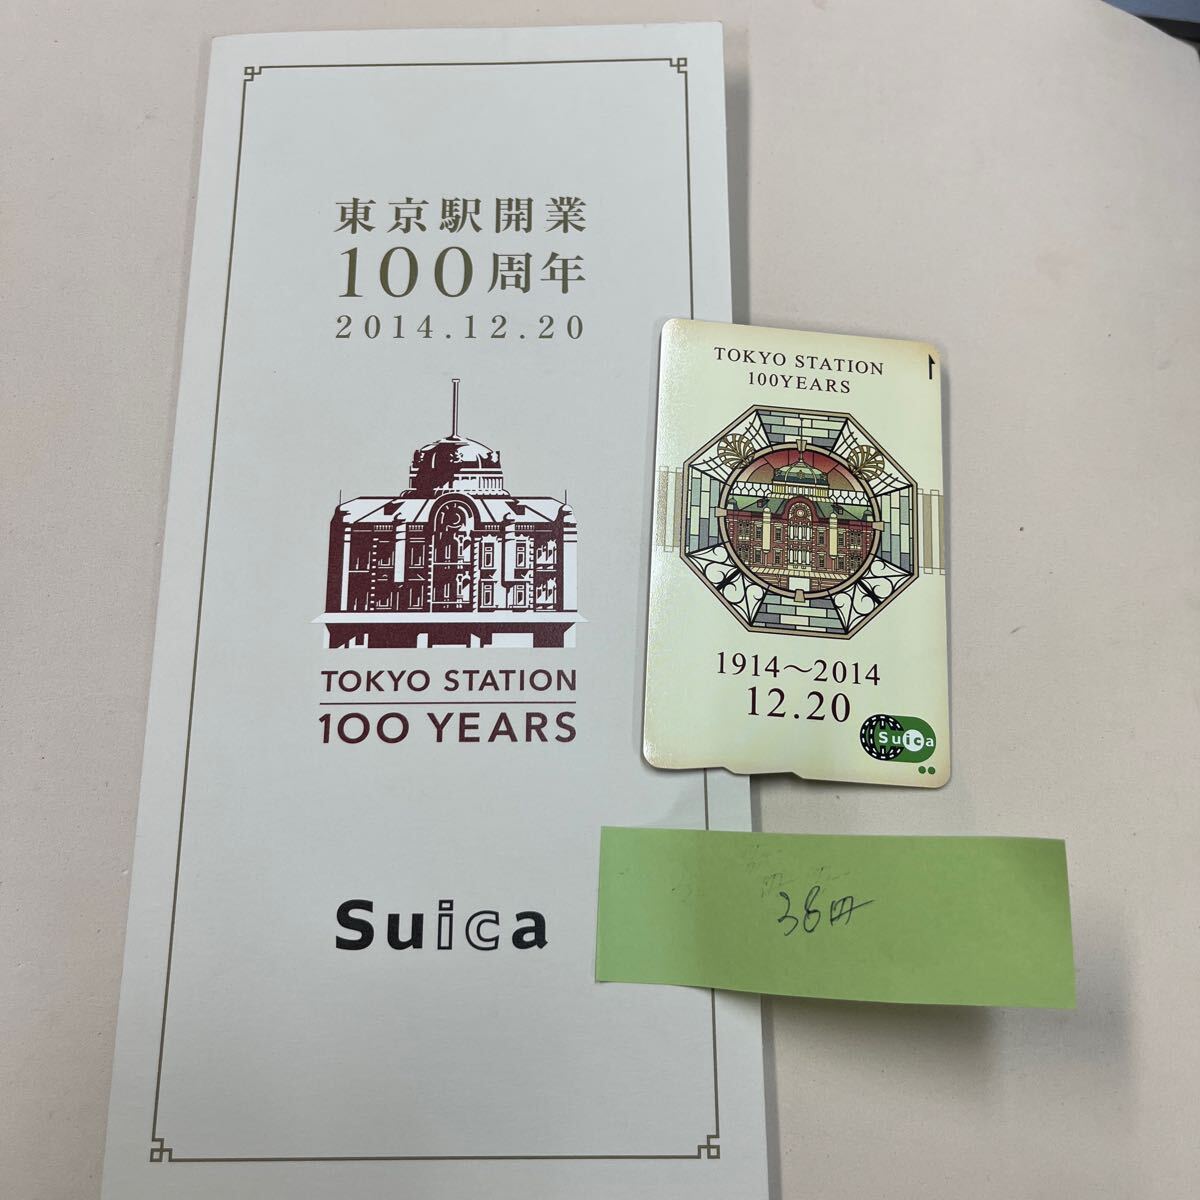 東京駅開業
100周年
2014.12.20
TOKYO STATION
100 YEARS
Suica
TOKYO STATION
100YEARS
1914〜2014
12.20
Suica
38円